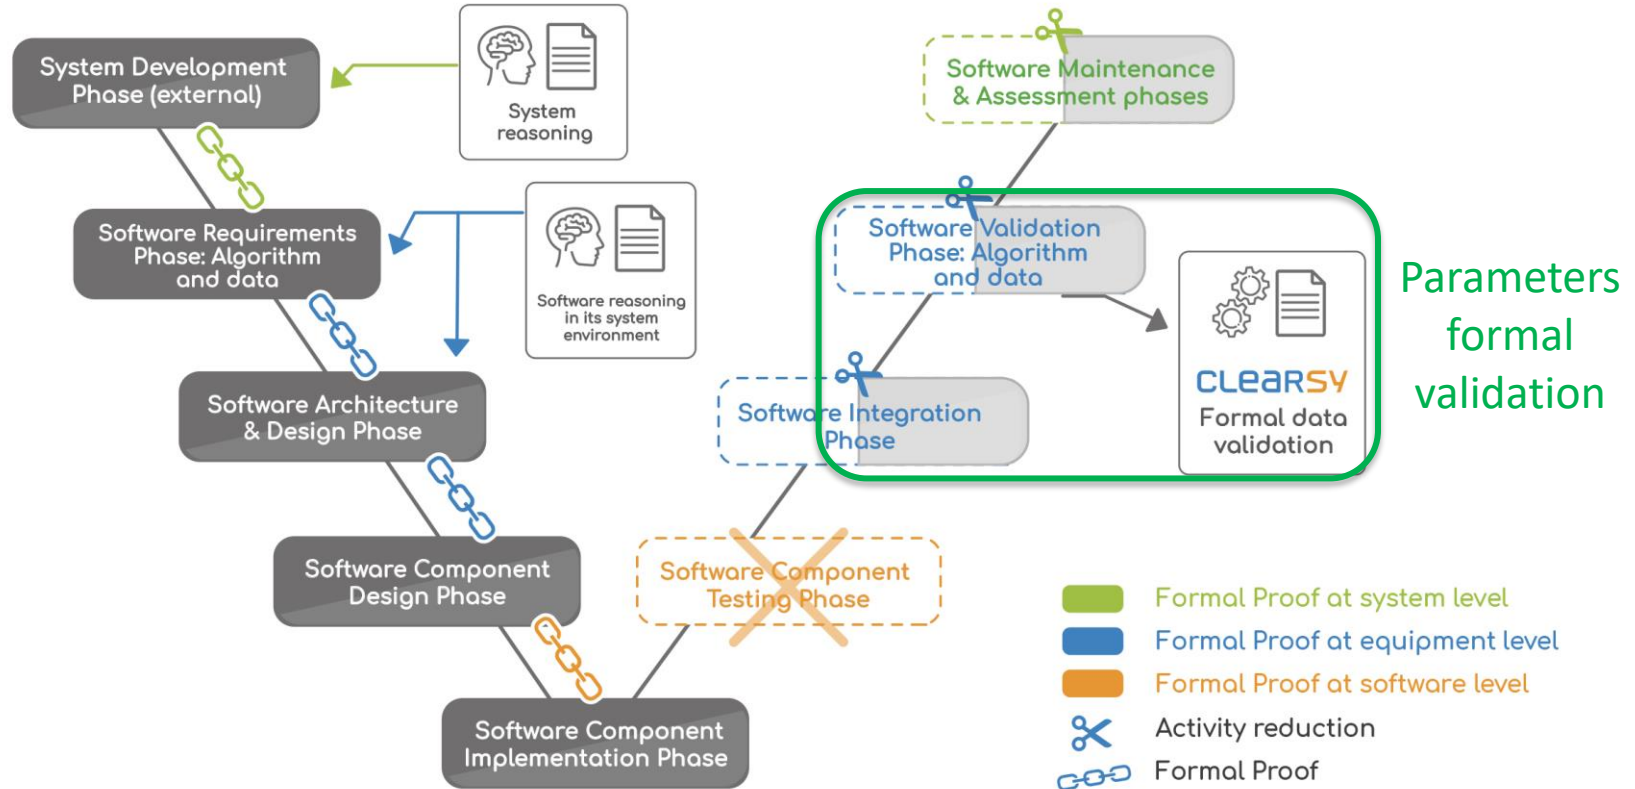 System Development
Phase (external)
System
reasoning
Software Maintenance
& Assessment phases
Software Requirements
Phase: Algorithm
and data
Software reasoning
in its system
environment
Software Validation
Phase: Algorithm
and data
CLEARSY
Formal data
validation
Parameters
formal
validation
Software Architecture
& Design Phase
Software Integration
Phase
Software Component
Design Phase
Software Component
Testing Phase
Software Component
Implementation Phase
Formal Proof at system level
Formal Proof at equipment level
Formal Proof at software level
Activity reduction
Formal Proof